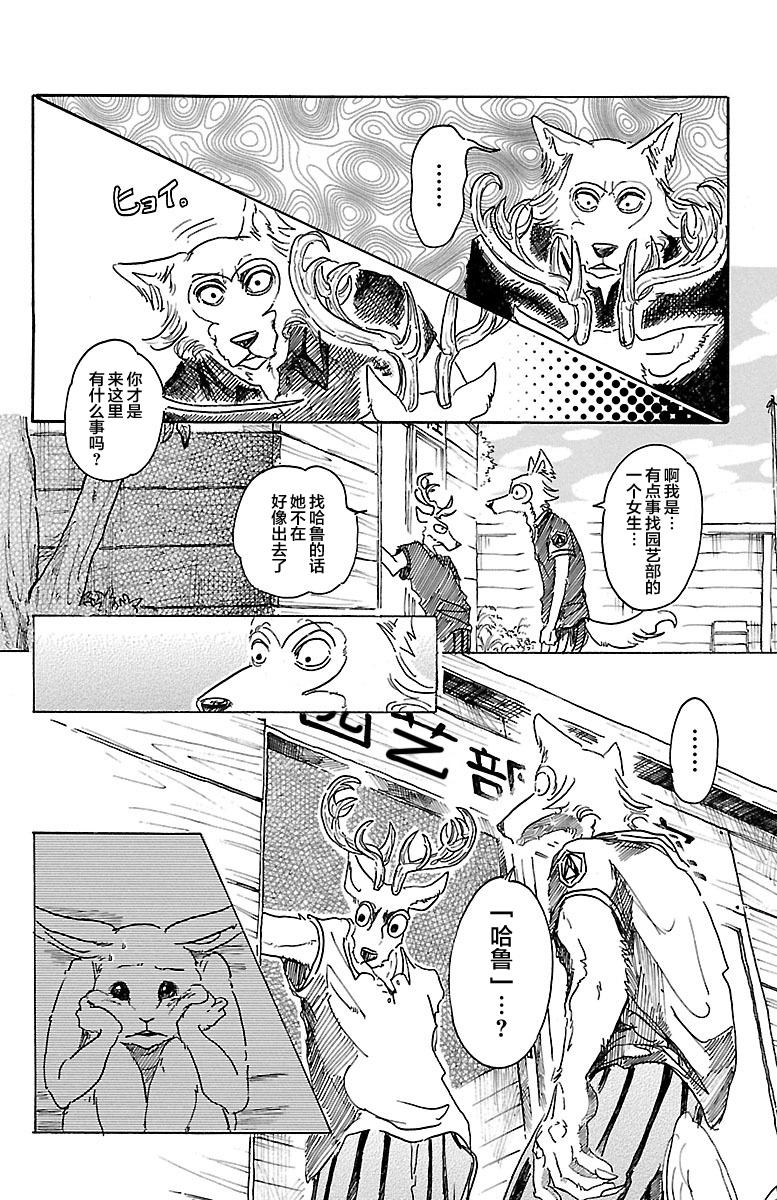 ……
ヒョイ。
啊我是…
有点事找园艺部的
一个女生…
你才是
来这里
有什么事吗？
找哈鲁的话
她不在
好像出去了
……
园艺部
「哈鲁」…？